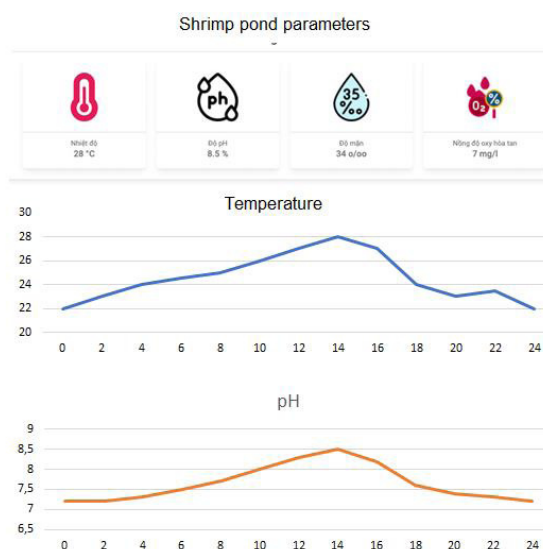 Shrimp pond parameters
ph
35
%
O₂ %
Nhiệt độ
28 °C
Độ pH
8.5 %
Độ mặn
34 o/oo
Nồng độ oxy hòa tan
7 mg/l
Temperature
30
28
26
24
22
20
0 2 4 6 8 10 12 14 16 18 20 22 24
pH
9
8,5
8
7,5
7
6,5
0 2 4 6 8 10 12 14 16 18 20 22 24